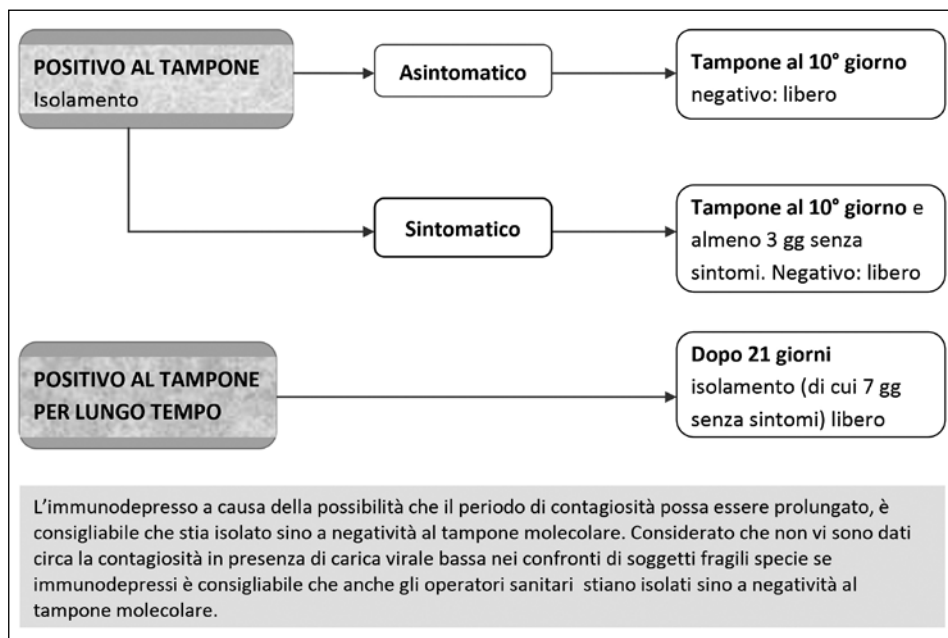 POSITIVO AL TAMPONE
Isolamento
Asintomatico
Tampone al 10° giorno
negativo: libero
Sintomatico
Tampone al 10° giorno e
almeno 3 gg senza
sintomi. Negativo: libero
POSITIVO AL TAMPONE
PER LUNGO TEMPO
Dopo 21 giorni
isolamento (di cui 7 gg
senza sintomi) libero
L'immunodepresso a causa della possibilità che il periodo di contagiosità possa essere prolungato, è
consigliabile che stia isolato sino a negatività al tampone molecolare. Considerato che non vi sono dati
circa la contagiosità in presenza di carica virale bassa nei confronti di soggetti fragili specie se
immunodepressi è consigliabile che anche gli operatori sanitari stiano isolati sino a negatività al
tampone molecolare.